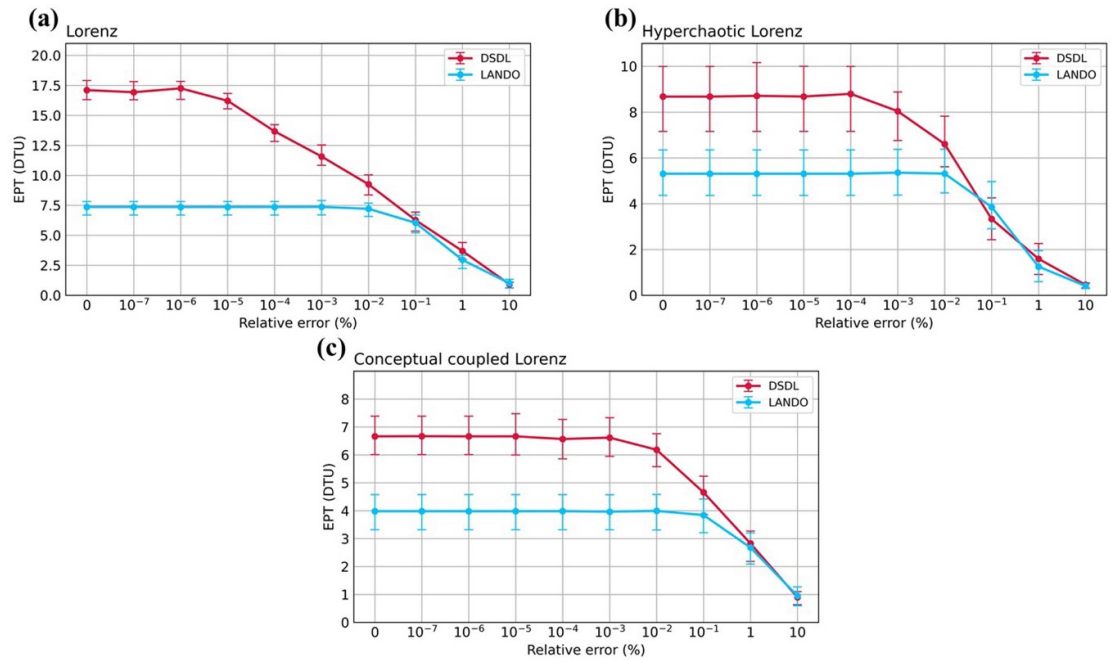 (a)
Lorenz
EPT (DTU)
20.0
17.5
15.0
12.5
10.0
7.5
5.0
2.5
0.0
DSDL
LANDO
0 10⁻⁷ 10⁻⁶ 10⁻⁵ 10⁻⁴ 10⁻³ 10⁻² 10⁻¹ 1 10
Relative error (%)
(b)
Hyperchaotic Lorenz
EPT (DTU)
10
8
6
4
2
0
DSDL
LANDO
0 10⁻⁷ 10⁻⁶ 10⁻⁵ 10⁻⁴ 10⁻³ 10⁻² 10⁻¹ 1 10
Relative error (%)
(c)
Conceptual coupled Lorenz
EPT (DTU)
8
7
6
5
4
3
2
1
0
DSDL
LANDO
0 10⁻⁷ 10⁻⁶ 10⁻⁵ 10⁻⁴ 10⁻³ 10⁻² 10⁻¹ 1 10
Relative error (%)